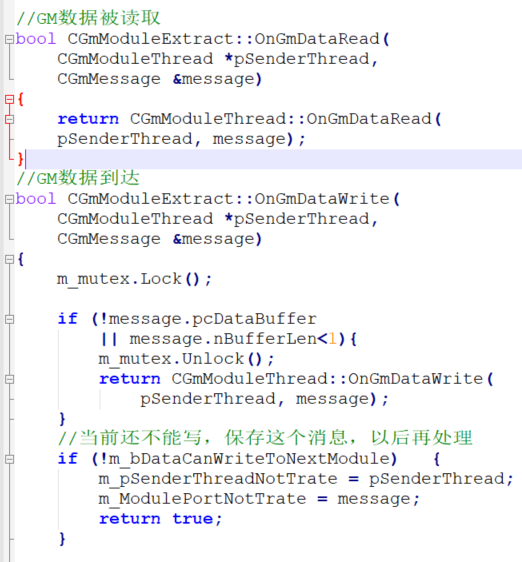 //GM数据被读取
bool CGmModuleExtract::OnGmDataRead(
CGmModuleThread *pSenderThread,
CGmMessage &message)
{
return CGmModuleThread::OnGmDataRead(
pSenderThread, message);
}
//GM数据到达
bool CGmModuleExtract::OnGmDataWrite(
CGmModuleThread *pSenderThread,
CGmMessage &message)
{
m_mutex.Lock();
if (!message.pcDataBuffer
|| message.nBufferLen<1){
m_mutex.Unlock();
return CGmModuleThread::OnGmDataWrite(
pSenderThread, message);
}
//当前还不能写，保存这个消息，以后再处理
if (!m_bDataCanWriteToNextModule) {
m_pSenderThreadNotTrate = pSenderThread;
m_ModulePortNotTrate = message;
return true;
}